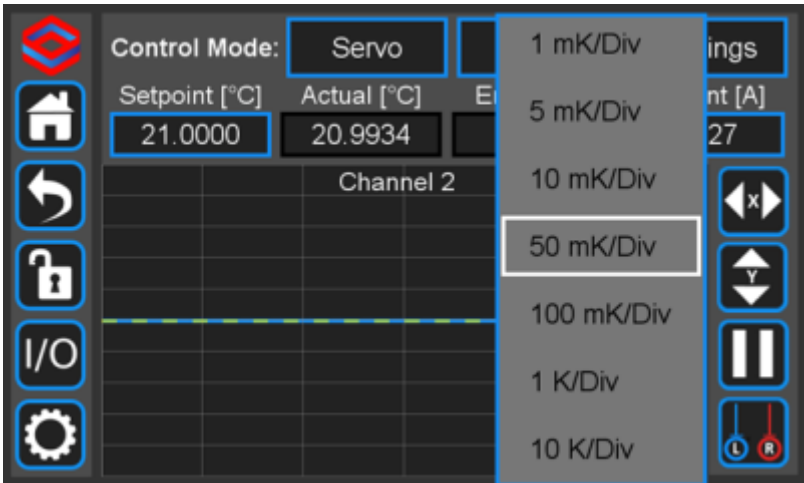 Control Mode: Servo
Setpoint [°C] Actual [°C]
21.0000 20.9934 27
Channel 2
1 mK/Div
5 mK/Div
10 mK/Div
50 mK/Div
100 mK/Div
1 K/Div
10 K/Div
I/O
X
Y
L R